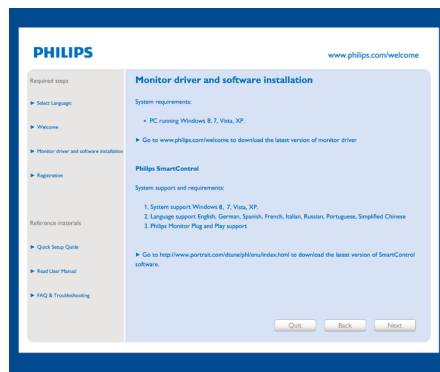 PHILIPS
www.philips.com/welcome
Required steps
Select Language:
Welcome
Monitor driver and software installation
Registration
Reference materials
Quick Setup Guide
Read User Manual
FAQ & Troubleshooting
Monitor driver and software installation
System requirements:
PC running Windows 8, 7, Vista, XP.
Go to www.philips.com/welcome to download the latest version of monitor driver
Philips SmartControl
System support and requirements:
1. System support Windows 8, 7, Vista, XP.
2. Language support English, German, Spanish, French, Italian, Russian, Portuguese, Simplified Chinese
3. Philips Monitor Plug and Play support
Go to http://www.portrait.com/dtune/phl/enu/index.html to download the latest version of SmartControl
software.
Quit
Back
Next